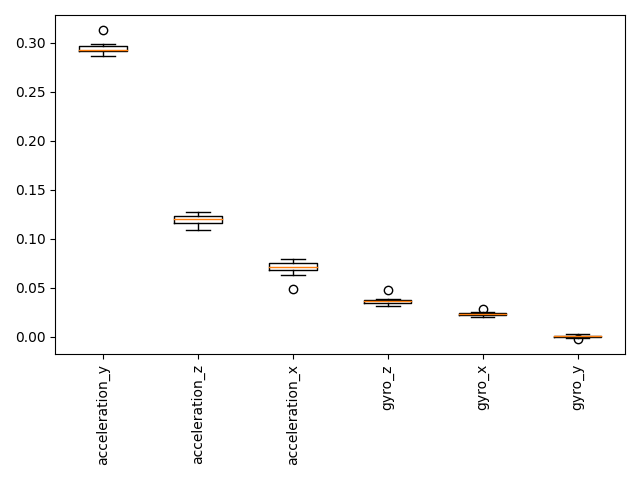 0.30
0.25
0.20
0.15
0.10
0.05
0.00
acceleration_y
acceleration_z
acceleration_x
gyro_z
gyro_x
gyro_y